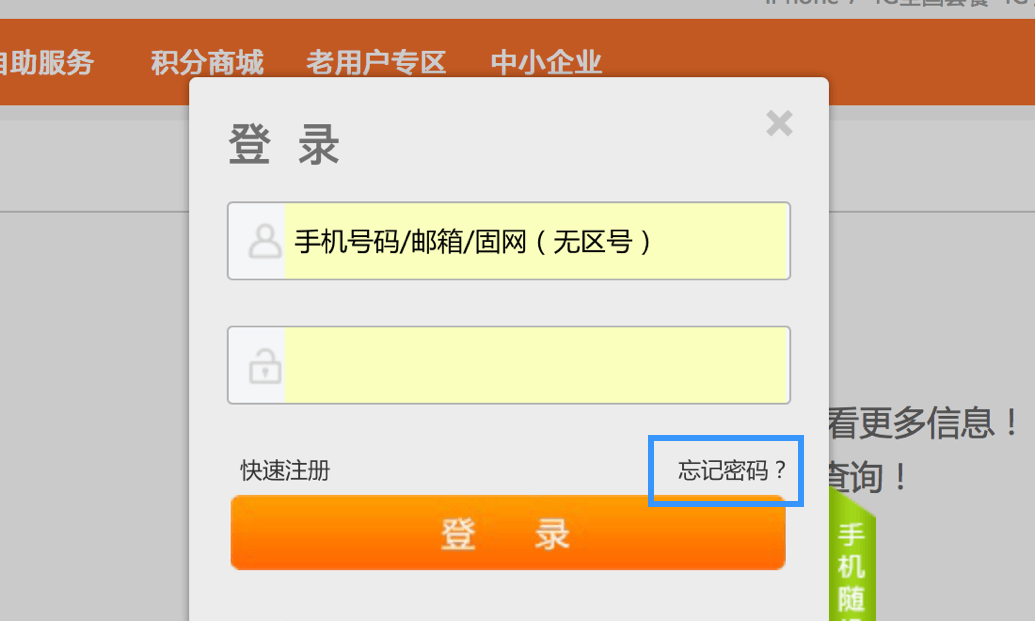 自助服务 积分商城 老用户专区 中小企业
登 录
手机号码/邮箱/固网（无区号）
看更多信息！
快速注册 忘记密码？
查询！
登 录
手机随